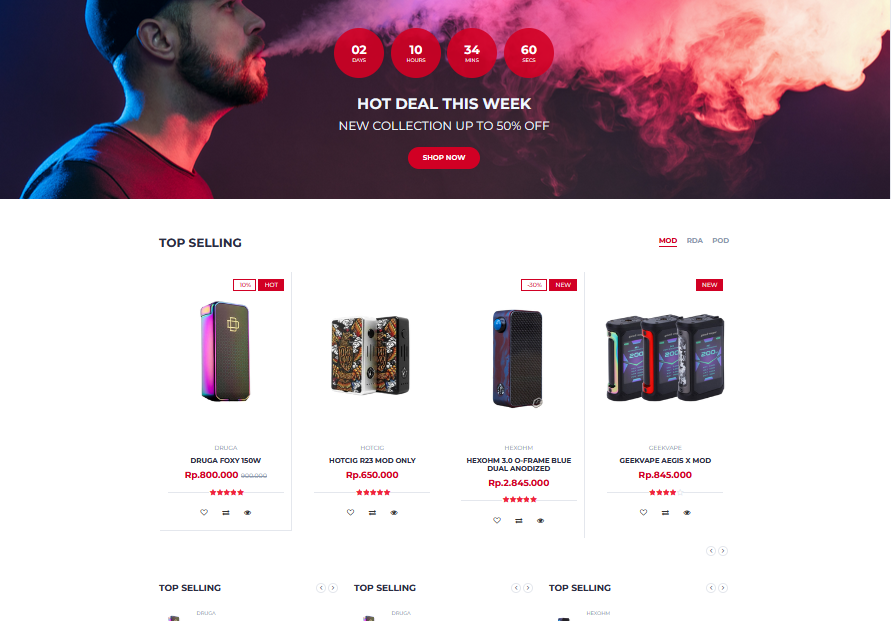 02 10 34 60
DAYS HOURS MINS SECS
HOT DEAL THIS WEEK
NEW COLLECTION UP TO 50% OFF
SHOP NOW
TOP SELLING
MOD RDA POD
10% HOT
-30% NEW
NEW
DRUGA
DRUGA FOXY 150W
Rp.800.000 900.000
HOTCIG
HOTCIG R23 MOD ONLY
Rp.650.000
HEXOHM
HEXOHM 3.0 O-FRAME BLUE
DUAL ANODIZED
Rp.2.845.000
GEEKVAPE
GEEKVAPE AEGIS X MOD
Rp.845.000
TOP SELLING
TOP SELLING
TOP SELLING
DRUGA
DRUGA
HEXOHM